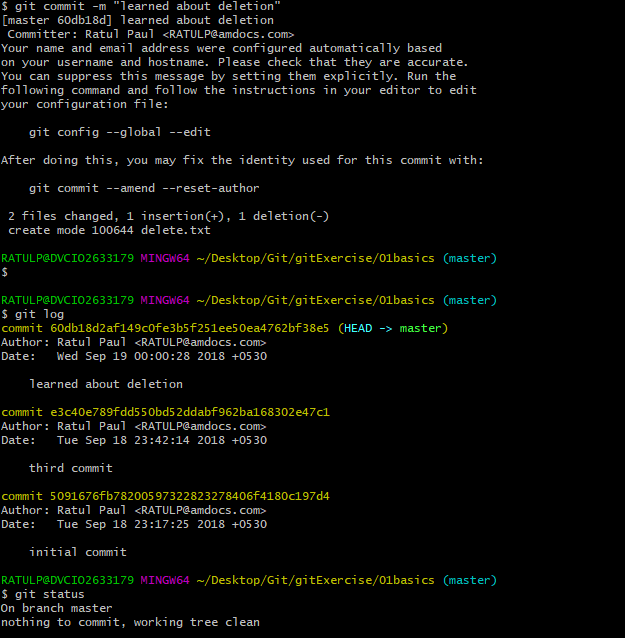 $ git commit -m "learned about deletion"
[master 60db18d] learned about deletion
 Committer: Ratul Paul <RATULP@amdocs.com>
Your name and email address were configured automatically based
on your username and hostname. Please check that they are accurate.
You can suppress this message by setting them explicitly. Run the
following command and follow the instructions in your editor to edit
your configuration file:

    git config --global --edit

After doing this, you may fix the identity used for this commit with:

    git commit --amend --reset-author

 2 files changed, 1 insertion(+), 1 deletion(-)
 create mode 100644 delete.txt

RATULP@DVCIO2633179 MINGW64 ~/Desktop/Git/gitExercise/01basics (master)
$

RATULP@DVCIO2633179 MINGW64 ~/Desktop/Git/gitExercise/01basics (master)
$ git log
commit 60db18d2af149c0fe3b5f251ee50ea4762bf38e5 (HEAD -> master)
Author: Ratul Paul <RATULP@amdocs.com>
Date:   Wed Sep 19 00:00:28 2018 +0530

    learned about deletion

commit e3c40e789fdd550bd52ddabf962ba168302e47c1
Author: Ratul Paul <RATULP@amdocs.com>
Date:   Tue Sep 18 23:42:14 2018 +0530

    third commit

commit 5091676fb78200597322823278406f4180c197d4
Author: Ratul Paul <RATULP@amdocs.com>
Date:   Tue Sep 18 23:17:25 2018 +0530

    initial commit

RATULP@DVCIO2633179 MINGW64 ~/Desktop/Git/gitExercise/01basics (master)
$ git status
On branch master
nothing to commit, working tree clean